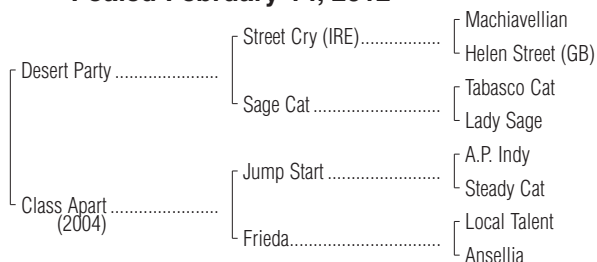 Foaled February 2012
Machiavellian
Street Cry (IRE)................
Helen Street (GB)
Desert Party .....................
Tabasco Cat
Sage Cat .........................
Lady Sage
A.P. Indy
Jump Start ......................
Steady Cat
Class Apart ......................
(2004)
Local Talent
Frieda..............................
Ansellia